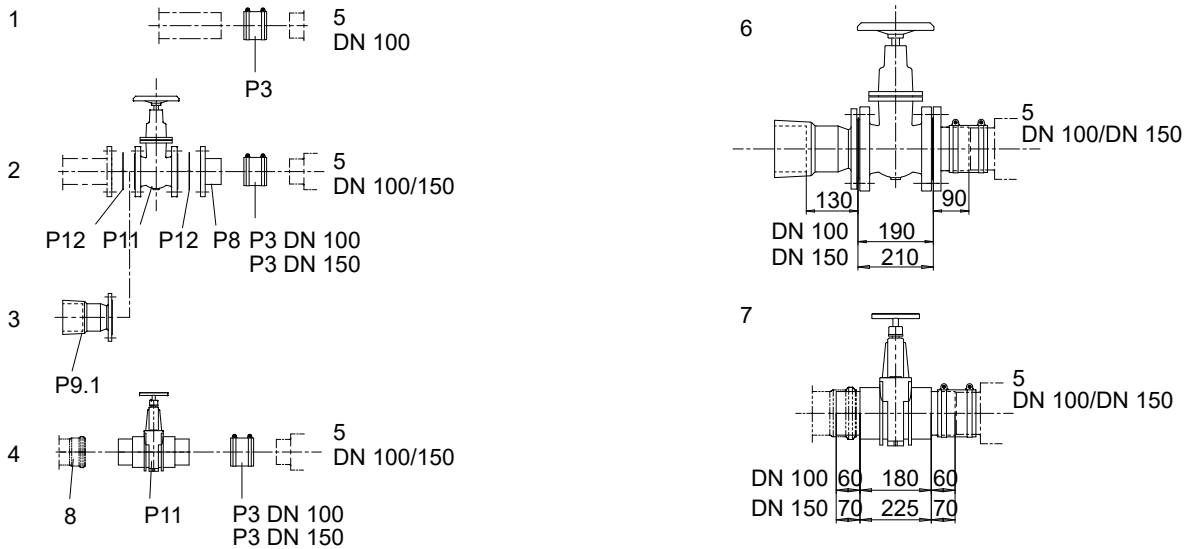 1
5
DN 100
P3
2
5
DN 100/150
P12 P11 P12 P8 P3 DN 100
P3 DN 150
3
P9.1
4
5
DN 100/150
8
P11
P3 DN 100
P3 DN 150
6
5
DN 100/DN 150
130 90
DN 100 190
DN 150 210
7
5
DN 100/DN 150
DN 100 60 180 60
DN 150 70 225 70